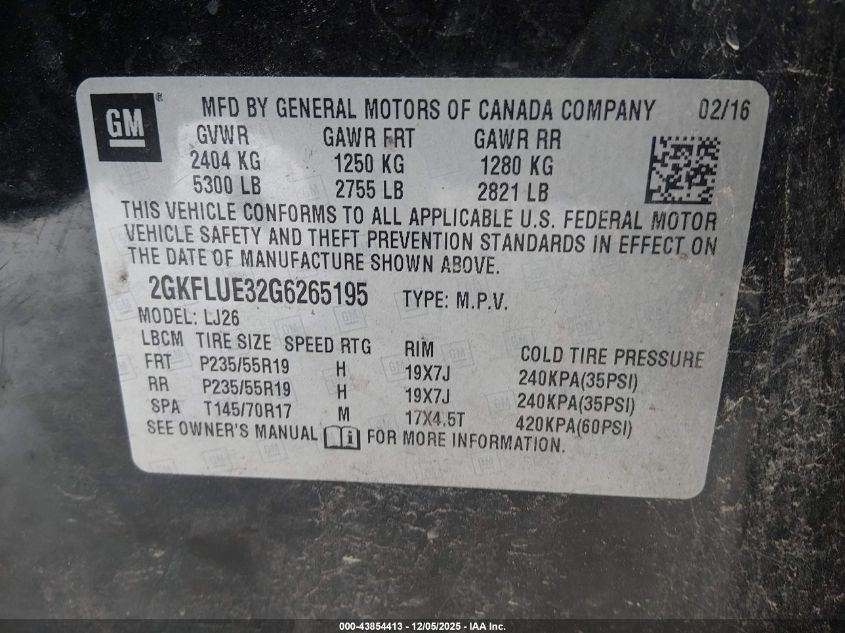 GM ® MFD BY GENERAL MOTORS OF CANADA COMPANY 02/16
GVWR GAWR FRT GAWR RR
2404 KG 1250 KG 1280 KG
5300 LB 2755 LB 2821 LB
THIS VEHICLE CONFORMS TO ALL APPLICABLE U.S. FEDERAL MOTOR
VEHICLE SAFETY AND THEFT PREVENTION STANDARDS IN EFFECT ON
THE DATE OF MANUFACTURE SHOWN ABOVE.
2GKFLUE32G6265195 TYPE: M.P.V.
MODEL: LJ26
LBCM TIRE SIZE SPEED RTG RIM COLD TIRE PRESSURE
FRT P235/55R19 H 19X7J 240KPA(35PSI)
RR P235/55R19 H 19X7J 240KPA(35PSI)
SPA T145/70R17 M 17X4.5T 420KPA(60PSI)
SEE OWNER'S MANUAL FOR MORE INFORMATION.
000-43854413 - 12/05/2025 - IAA Inc.